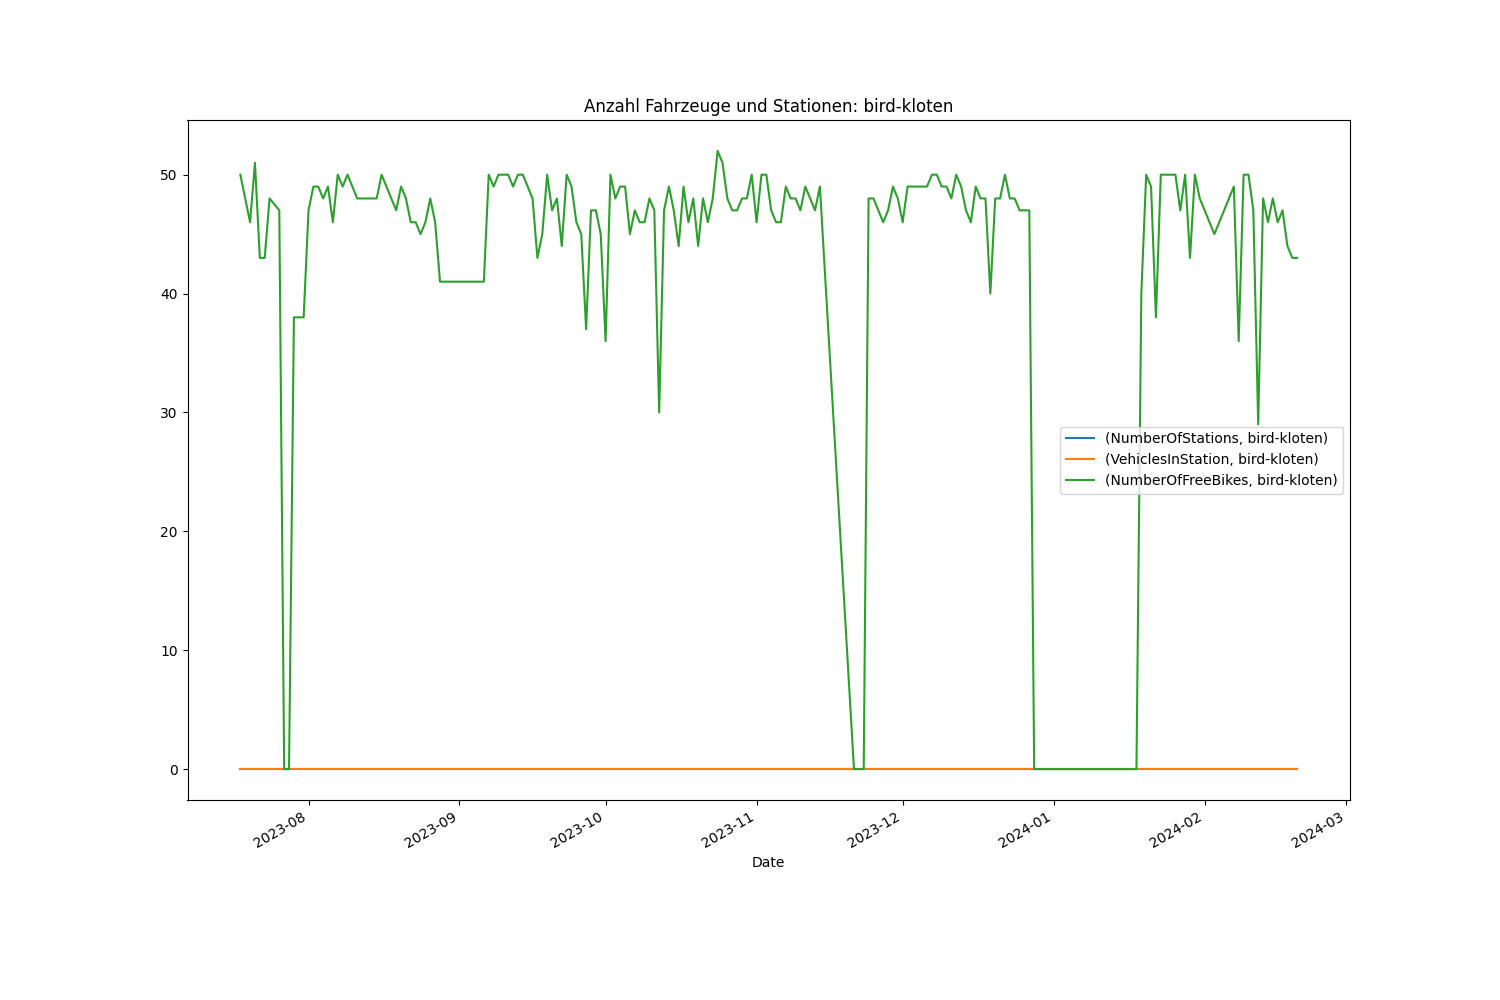 Anzahl Fahrzeuge und Stationen: bird-kloten
50
40
30
20
10
0
(NumberOfStations, bird-kloten)
(VehiclesInStation, bird-kloten)
(NumberOfFreeBikes, bird-kloten)
2023-08
2023-09
2023-10
2023-11
2023-12
2024-01
2024-02
2024-03
Date